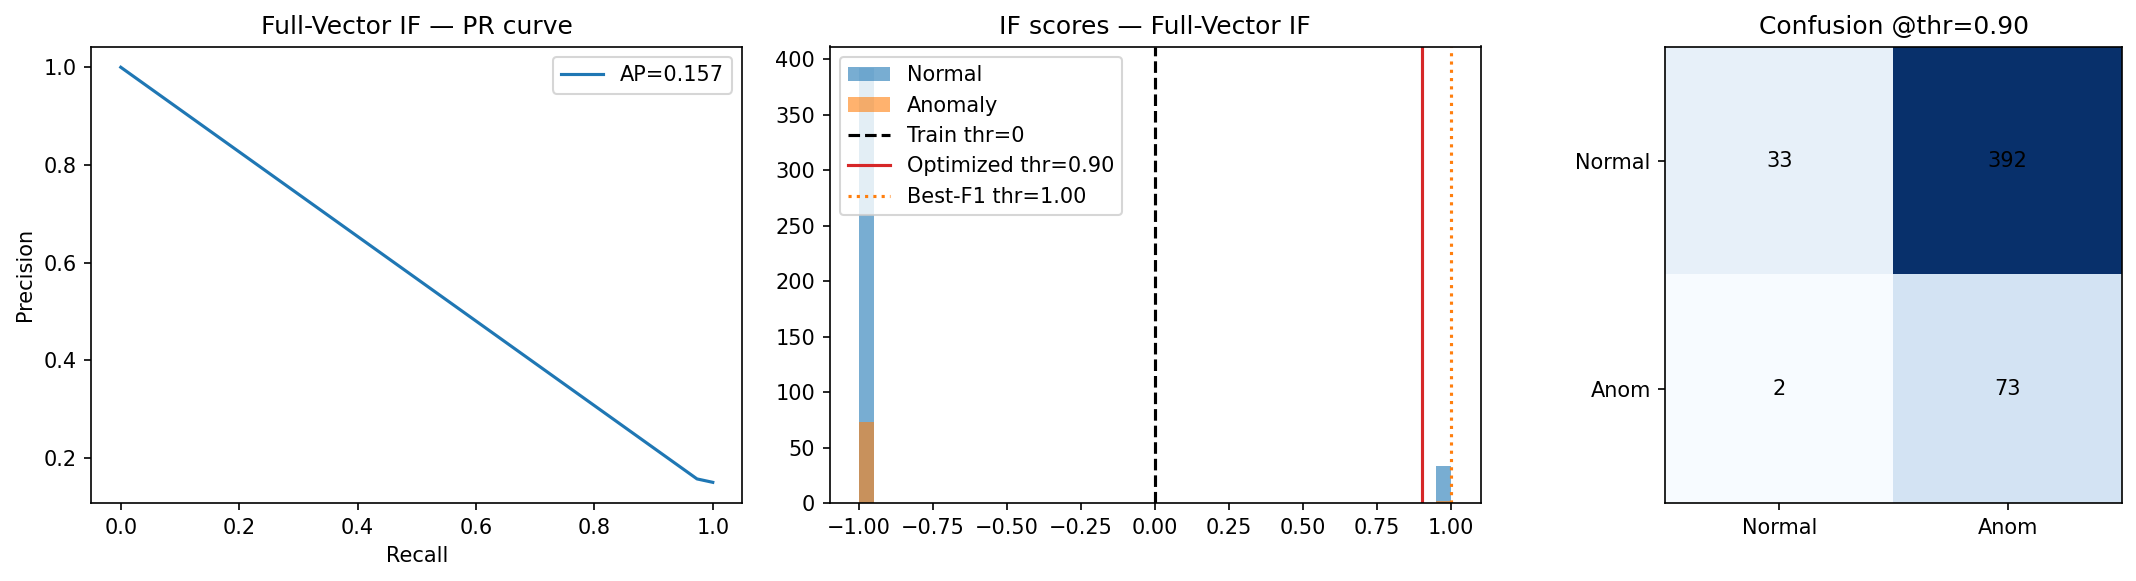 Full-Vector IF — PR curve
AP=0.157
1.0
0.8
0.6
0.4
0.2
Precision
0.0 0.2 0.4 0.6 0.8 1.0
Recall
IF scores — Full-Vector IF
Normal
Anomaly
Train thr=0
Optimized thr=0.90
Best-F1 thr=1.00
400
350
300
250
200
150
100
50
0
−1.00 −0.75 −0.50 −0.25 0.00 0.25 0.50 0.75 1.00
Confusion @thr=0.90
Normal 33 392
Anom 2 73
Normal Anom